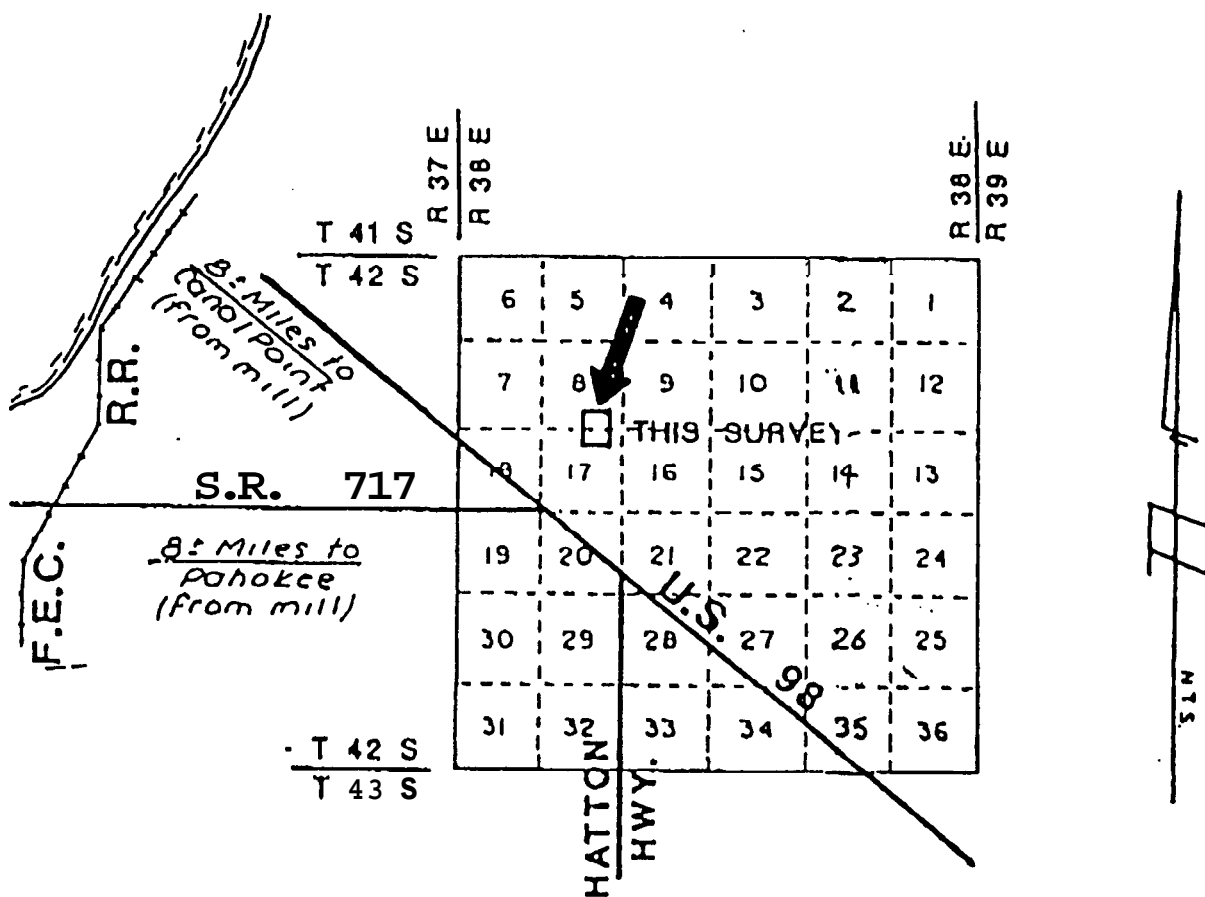 R 37 E
R 38 E
R 38 E
R 39 E
T 41 S
T 42 S
8± Miles to
Canal Point
(from mill)
6 5 4 3 2 1
7 8 9 10 11 12
THIS SURVEY
18 17 16 15 14 13
R.R.
S.R. 717
8± Miles to
Pahokee
(from mill)
F.E.C.
19 20 21 22 23 24
U.S. 98
30 29 28 27 26 25
31 32 33 34 35 36
T 42 S
T 43 S
HATTON
HWY.
N.T.S.